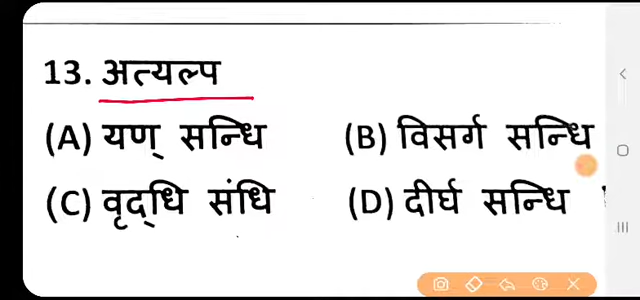 13. अत्यल्प
(A) यण् सन्धि (B) विसर्ग सन्धि
(C) वृद्धि संधि (D) दीर्घ सन्धि